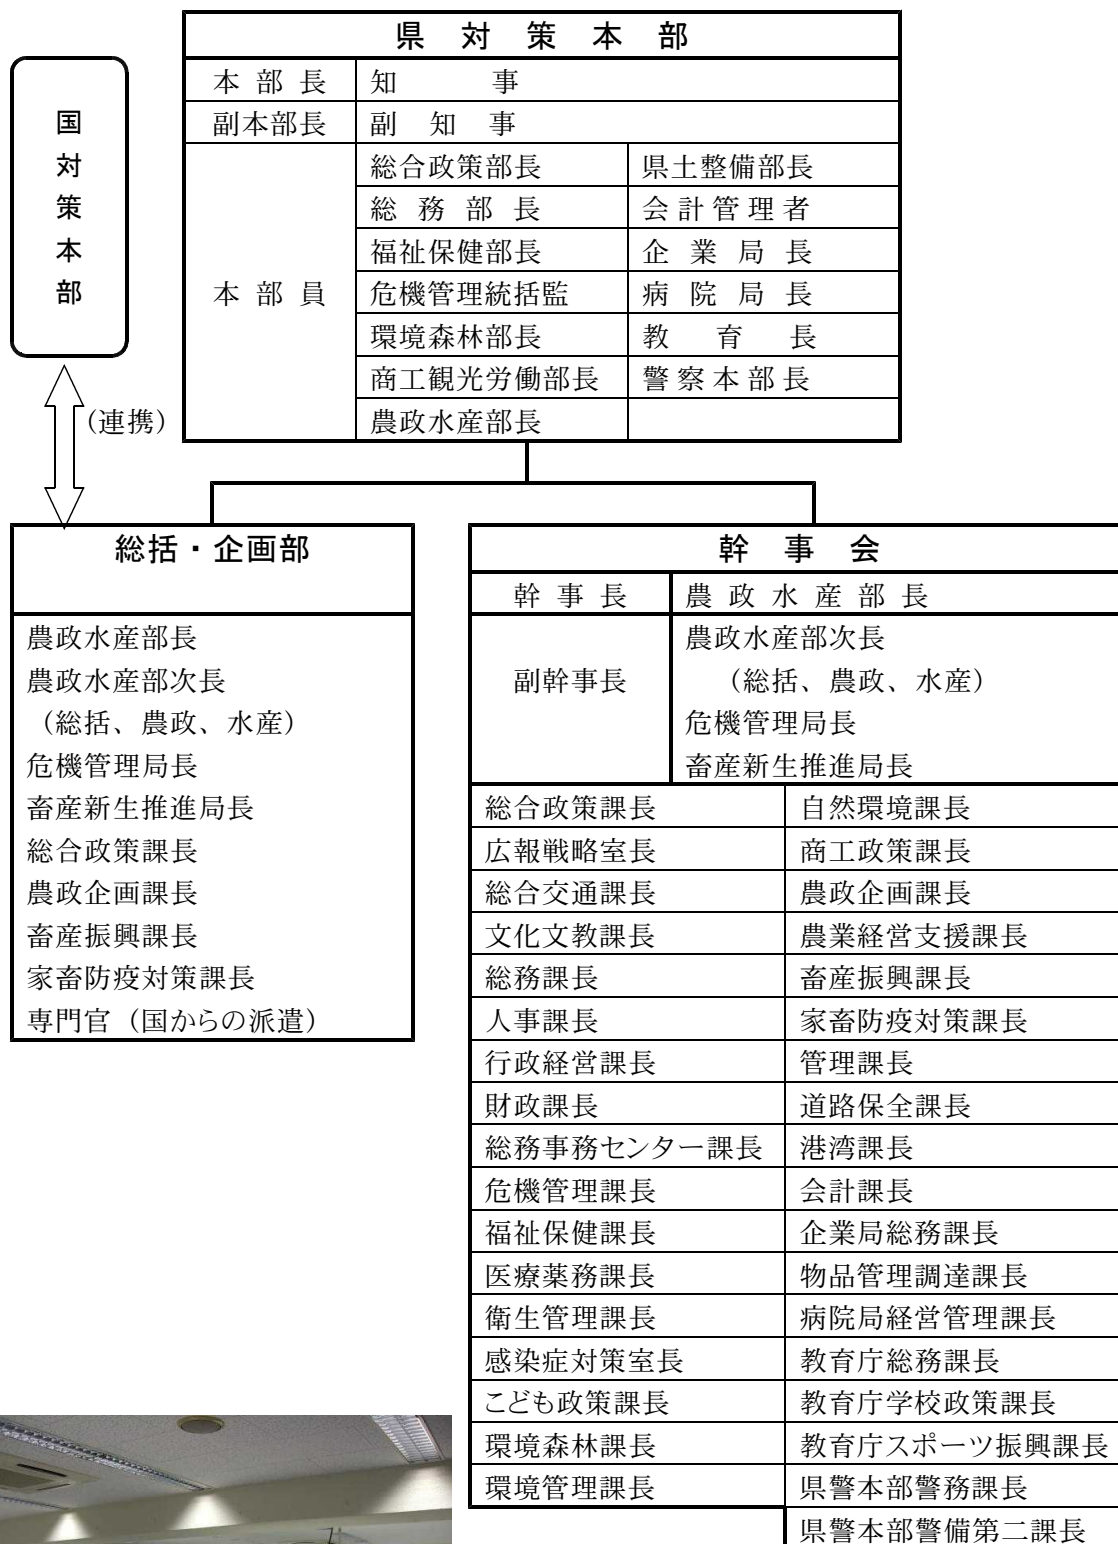 県対策本部
国対策本部
本部長 知事
副本部長 副知事
本部員
総合政策部長 県土整備部長
総務部長 会計管理者
福祉保健部長 企業局長
危機管理統括監 病院局長
環境森林部長 教育長
商工観光労働部長 警察本部長
農政水産部長
（連携）
総括・企画部
農政水産部長
農政水産部次長
（総括、農政、水産）
危機管理局長
畜産新生推進局長
総合政策課長
農政企画課長
畜産振興課長
家畜防疫対策課長
専門官（国からの派遣）
幹事会
幹事長 農政水産部長
副幹事長
農政水産部次長
（総括、農政、水産）
危機管理局長
畜産新生推進局長
総合政策課長 自然環境課長
広報戦略室長 商工政策課長
総合交通課長 農政企画課長
文化文教課長 農業経営支援課長
総務課長 畜産振興課長
人事課長 家畜防疫対策課長
行政経営課長 管理課長
財政課長 道路保全課長
総務事務センター課長 港湾課長
危機管理課長 会計課長
福祉保健課長 企業局総務課長
医療薬務課長 物品管理調達課長
衛生管理課長 病院局経営管理課長
感染症対策室長 教育庁総務課長
こども政策課長 教育庁学校政策課長
環境森林課長 教育庁スポーツ振興課長
環境管理課長 県警本部警務課長
県警本部警備第二課長